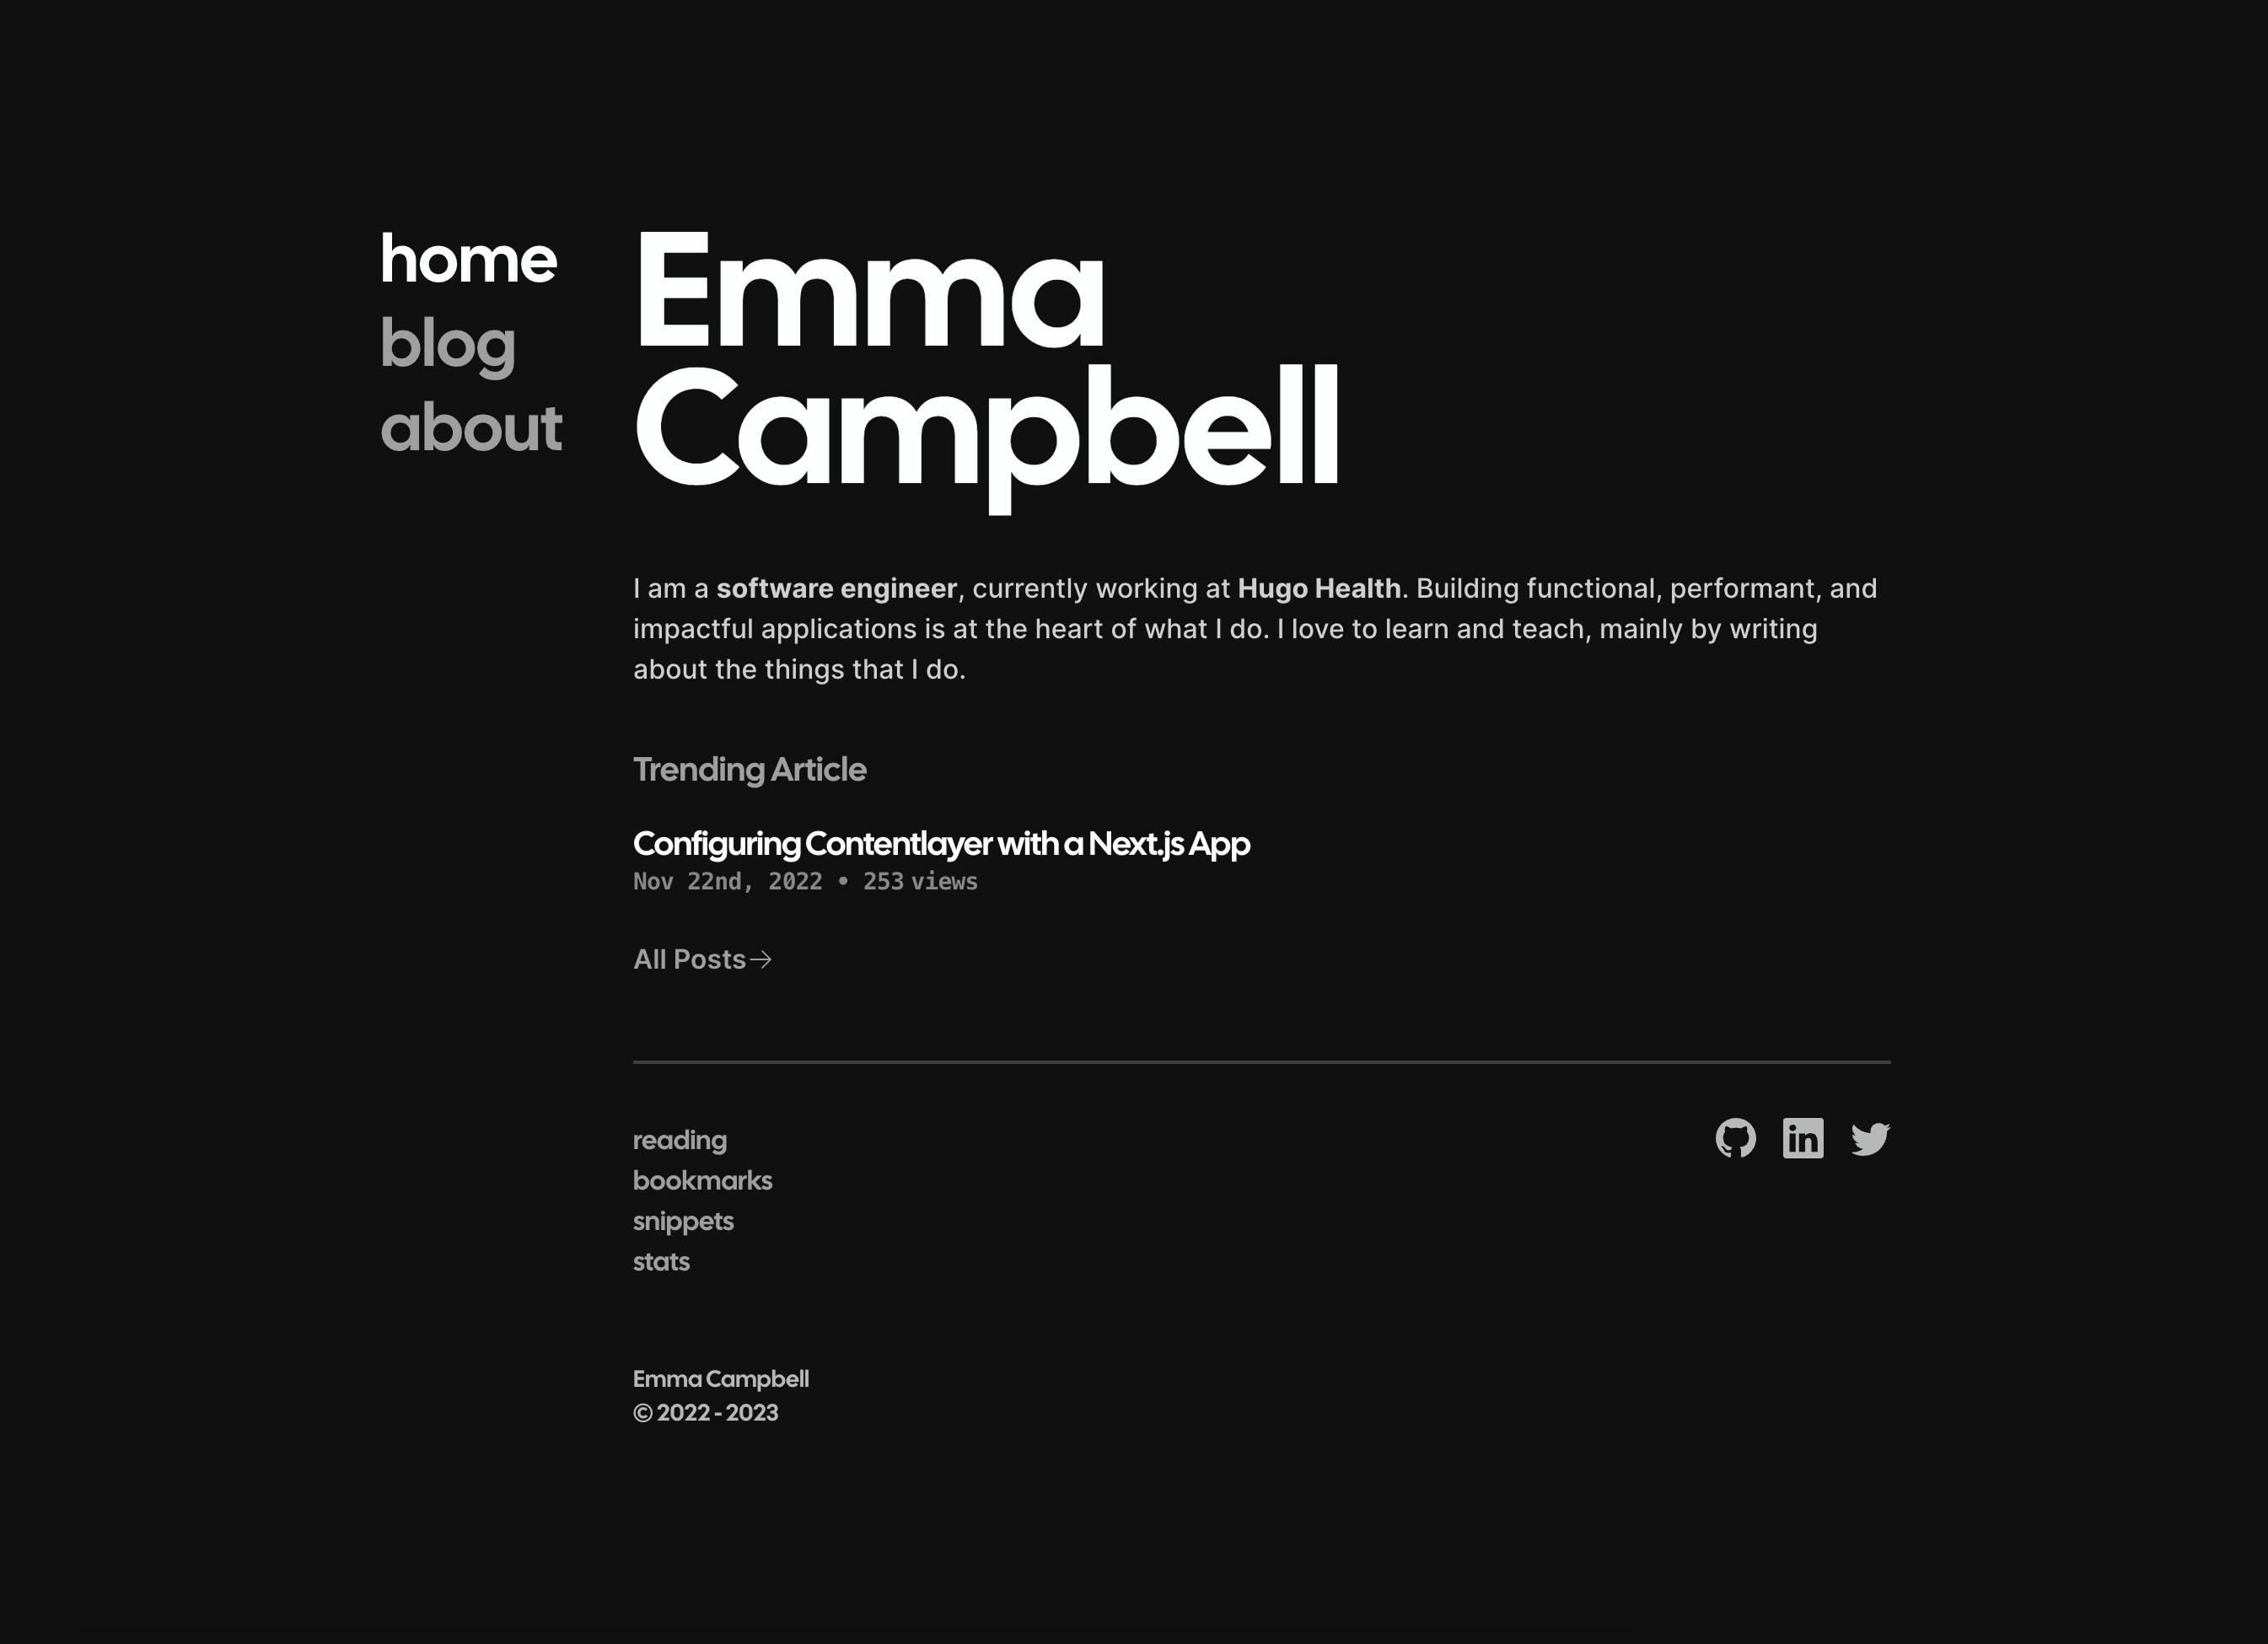 home
blog
about
Emma
Campbell
I am a software engineer, currently working at Hugo Health. Building functional, performant, and
impactful applications is at the heart of what I do. I love to learn and teach, mainly by writing
about the things that I do.
Trending Article
Configuring Contentlayer with a Next.js App
Nov 22nd, 2022 • 253 views
All Posts→
reading
bookmarks
snippets
stats
in
Emma Campbell
© 2022 - 2023